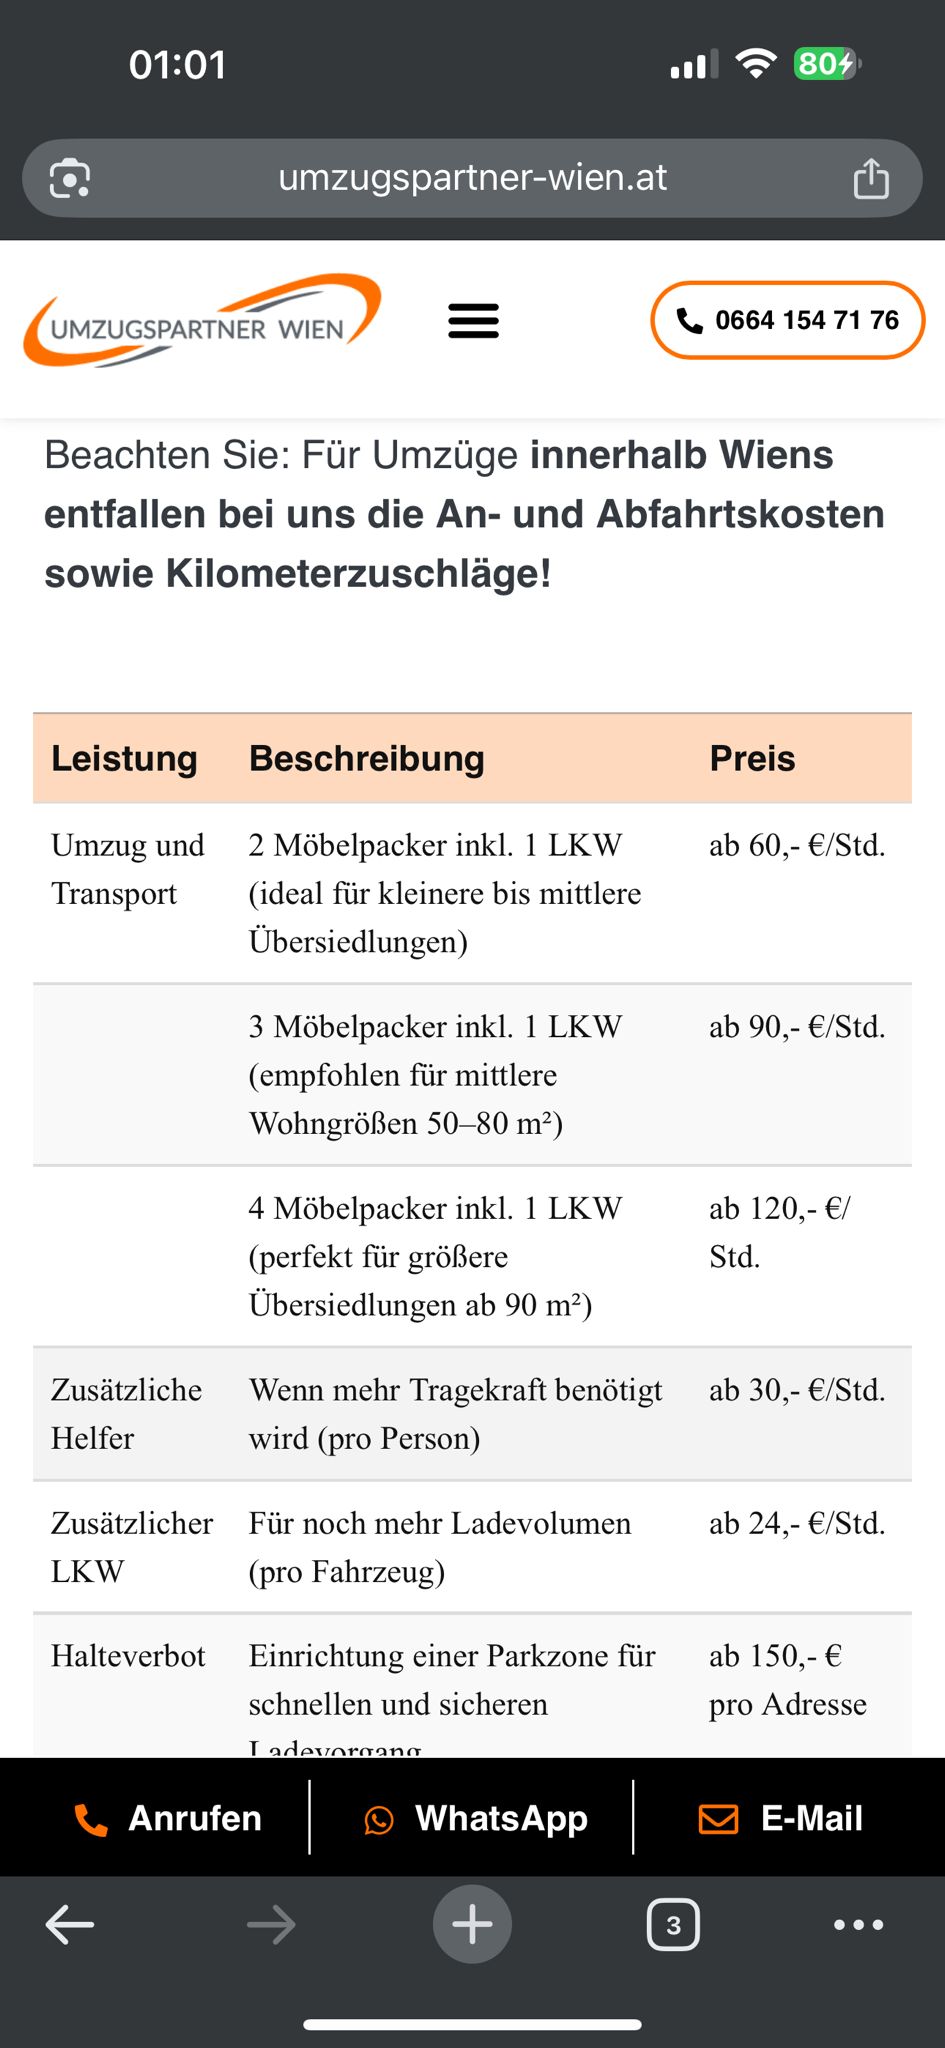 01:01
80
umzugspartner-wien.at
UMZUGSPARTNER WIEN
0664 154 71 76
Beachten Sie: Für Umzüge innerhalb Wiens
entfallen bei uns die An- und Abfahrtskosten
sowie Kilometerzuschläge!
Leistung Beschreibung Preis
Umzug und 2 Möbelpacker inkl. 1 LKW ab 60,- €/Std.
Transport (ideal für kleinere bis mittlere
Übersiedlungen)
3 Möbelpacker inkl. 1 LKW ab 90,- €/Std.
(empfohlen für mittlere
Wohngrößen 50–80 m²)
4 Möbelpacker inkl. 1 LKW ab 120,- €/
(perfekt für größere Std.
Übersiedlungen ab 90 m²)
Zusätzliche Wenn mehr Tragekraft benötigt ab 30,- €/Std.
Helfer wird (pro Person)
Zusätzlicher Für noch mehr Ladevolumen ab 24,- €/Std.
LKW (pro Fahrzeug)
Halteverbot Einrichtung einer Parkzone für ab 150,- €
schnellen und sicheren pro Adresse
Ladevorgang
Anrufen WhatsApp E-Mail
3